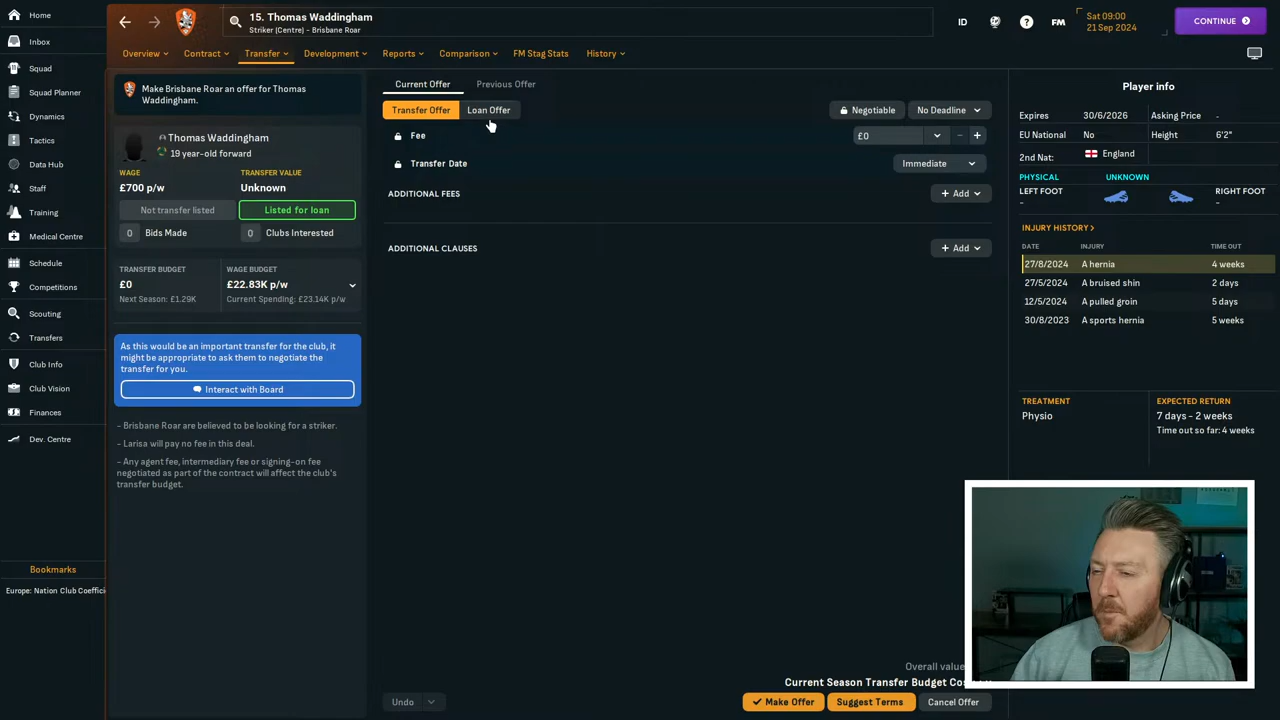 Home
Inbox
Squad
Squad Planner
Dynamics
Tactics
Data Hub
Staff
Training
Medical Centre
Schedule
Competitions
Scouting
Transfers
Club Info
Club Vision
Finances
Dev. Centre
Bookmarks
Europe: Nation Club Coeffici
15. Thomas Waddingham
Striker (Centre) - Brisbane Roar
ID
?
FM
Sat 09:00
21 Sep 2024
CONTINUE
Overview
Contract
Transfer
Development
Reports
Comparison
FM Stag Stats
History
Make Brisbane Roar an offer for Thomas
Waddingham.
Thomas Waddingham
19 year-old forward
WAGE
TRANSFER VALUE
£700 p/w
Unknown
Not transfer listed
Listed for loan
0 Bids Made
0 Clubs Interested
TRANSFER BUDGET
WAGE BUDGET
£0
£22.83K p/w
Next Season: £1.29K
Current Spending: £23.14K p/w
As this would be an important transfer for the club, it
might be appropriate to ask them to negotiate the
transfer for you.
Interact with Board
- Brisbane Roar are believed to be looking for a striker.
- Larisa will pay no fee in this deal.
- Any agent fee, intermediary fee or signing-on fee
negotiated as part of the contract will affect the club's
transfer budget.
Current Offer
Previous Offer
Transfer Offer
Loan Offer
Negotiable
No Deadline
Fee
£0
Transfer Date
Immediate
ADDITIONAL FEES
+ Add
ADDITIONAL CLAUSES
+ Add
Overall value
Current Season Transfer Budget
Undo
Make Offer
Suggest Terms
Cancel Offer
Player info
Expires 30/6/2026
Asking Price -
EU National No
Height 6'2"
2nd Nat: England
PHYSICAL
UNKNOWN
LEFT FOOT
-
RIGHT FOOT
-
INJURY HISTORY >
DATE INJURY TIME OUT
27/8/2024 A hernia 4 weeks
27/5/2024 A bruised shin 2 days
12/5/2024 A pulled groin 5 days
30/8/2023 A sports hernia 5 weeks
TREATMENT
Physio
EXPECTED RETURN
7 days - 2 weeks
Time out so far: 4 weeks